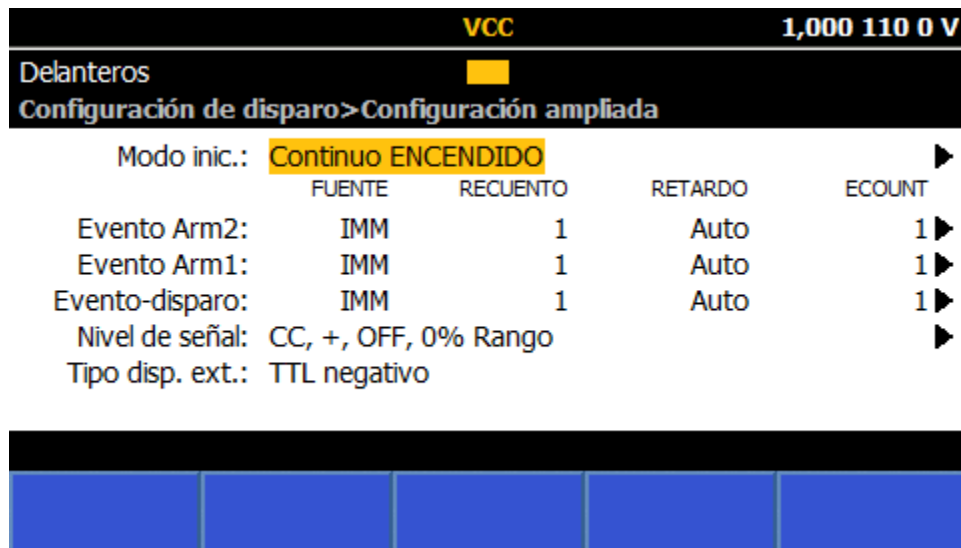 VCC 1,000 110 0 V
Delanteros
Configuración de disparo>Configuración ampliada
Modo inic.: Continuo ENCENDIDO
FUENTE RECUENTO RETARDO ECOUNT
Evento Arm2: IMM 1 Auto 1
Evento Arm1: IMM 1 Auto 1
Evento-disparo: IMM 1 Auto 1
Nivel de señal: CC, +, OFF, 0% Rango
Tipo disp. ext.: TTL negativo